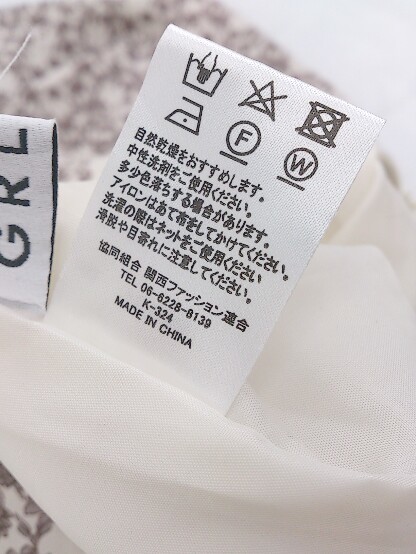 GRL
F
W
自然乾燥をおすすめします。
中性洗剤をご使用ください。
多少色落ちする場合があります。
アイロンはあて布をしてかけてください。
洗濯の際はネットをご使用ください
滑脱や目寄れに注意してください。
協同組合 関西ファッション連合
TEL 06-6228-8139
K-324
MADE IN CHINA